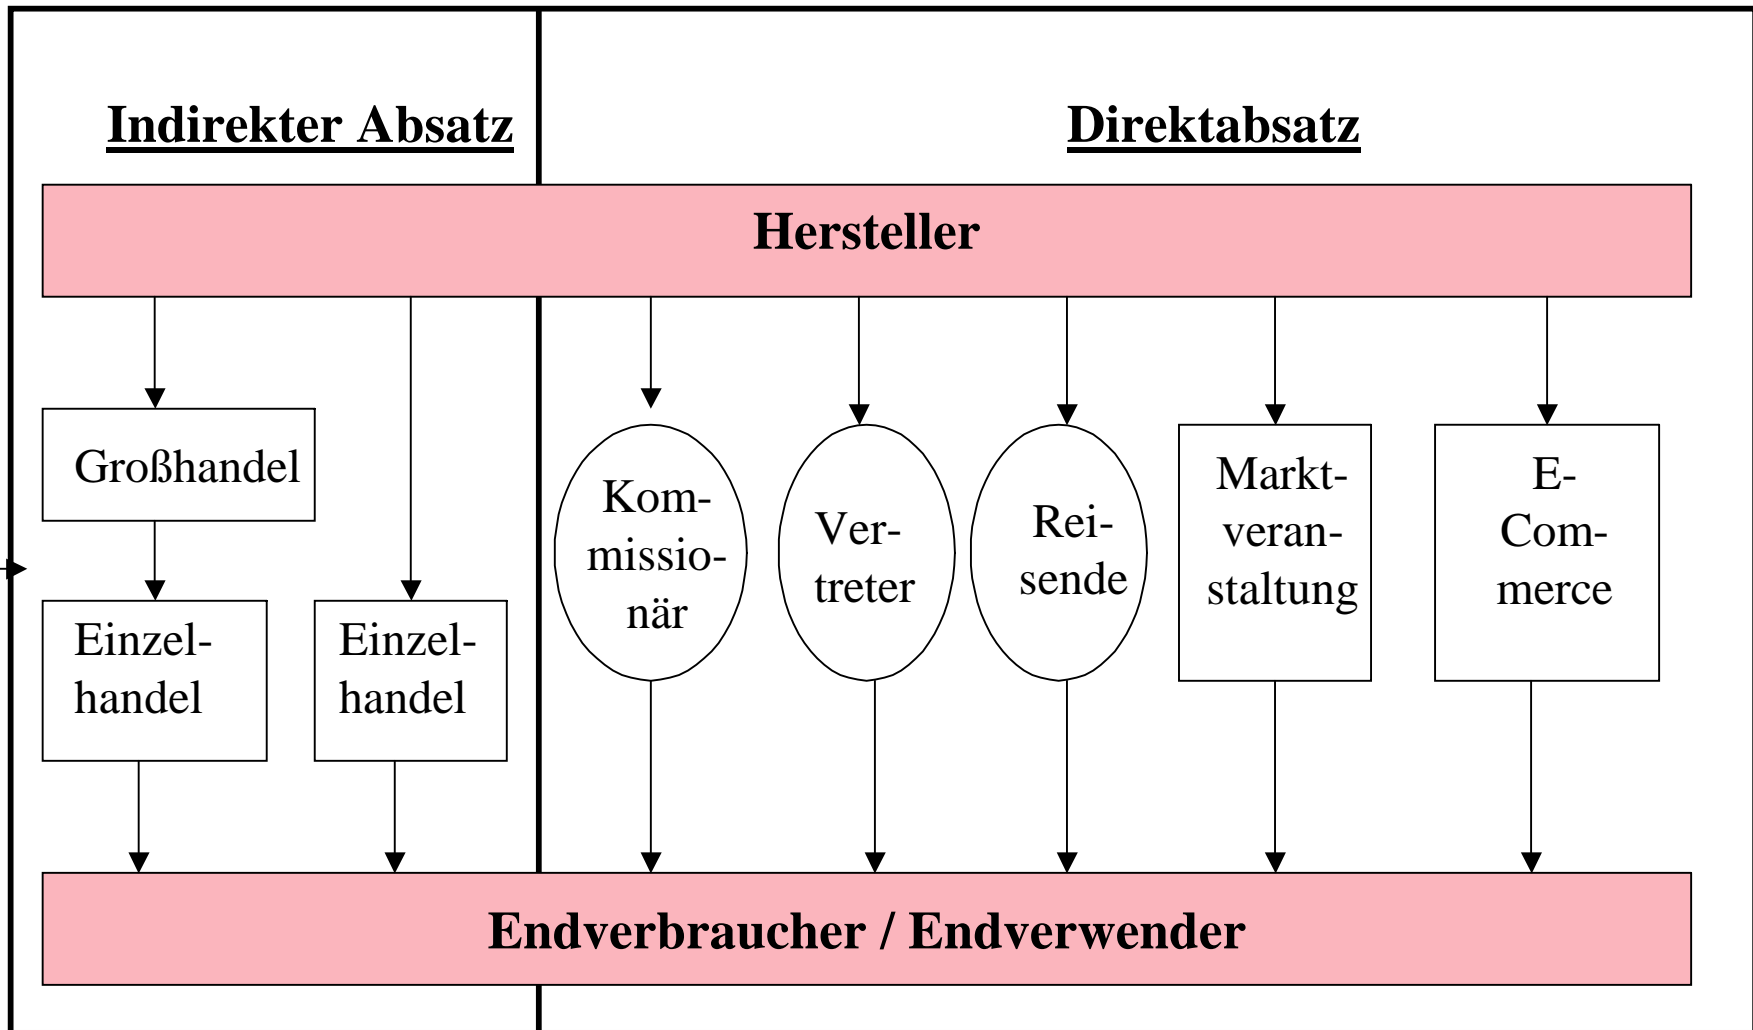 Indirekter Absatz
Direktabsatz
Hersteller
Großhandel
Einzel-
handel
Einzel-
handel
Kom-
missio-
när
Ver-
treter
Rei-
sende
Markt-
veran-
staltung
E-
Com-
merce
Endverbraucher / Endverwender